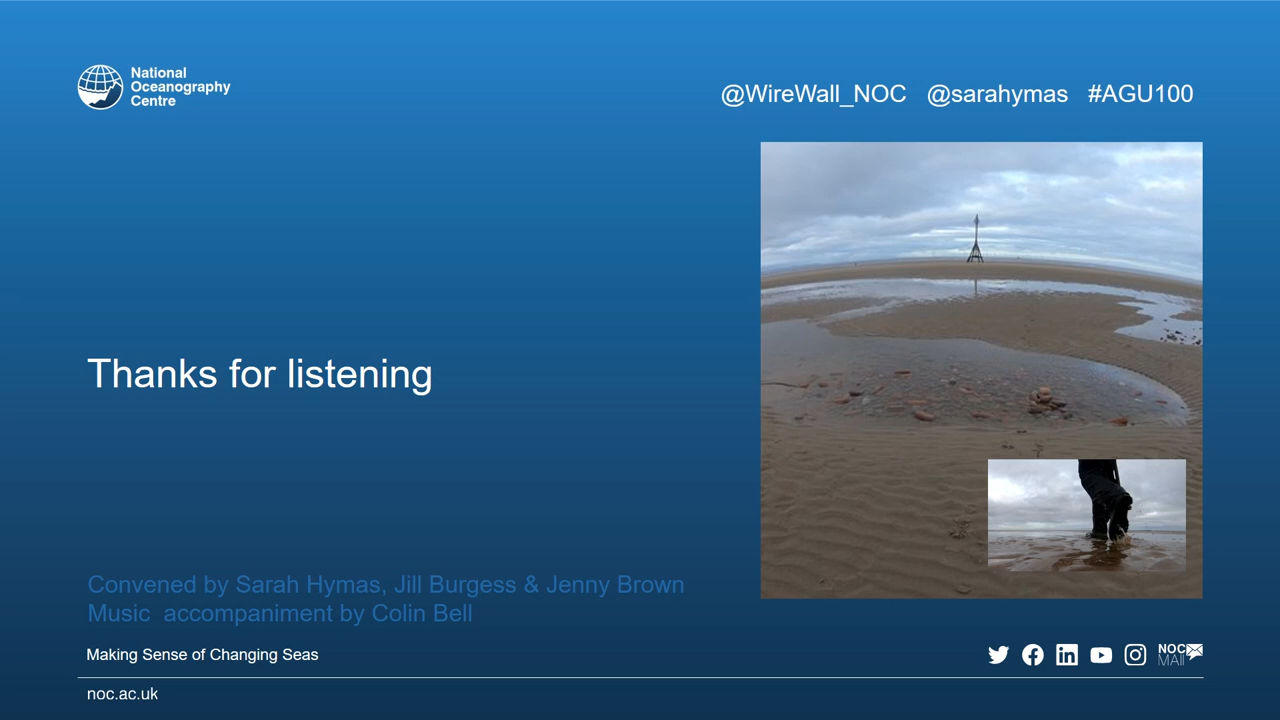 National
Oceanography
Centre
@WireWall_NOC @sarahymas #AGU100
Thanks for listening
Convened by Sarah Hymas, Jill Burgess & Jenny Brown
Music  accompaniment by Colin Bell
Making Sense of Changing Seas
NOC
MAIl
noc.ac.uk